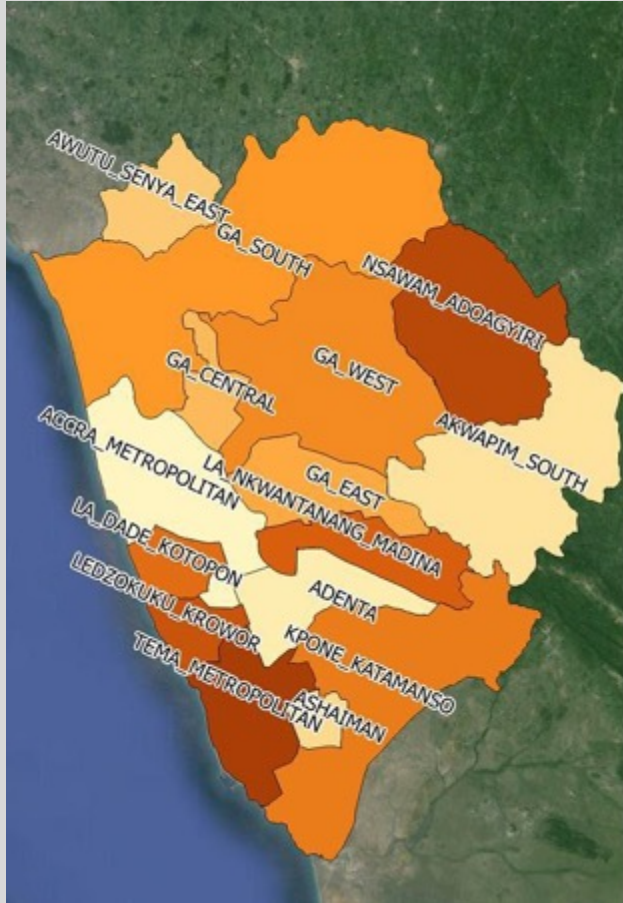 AWUTU_SENYA_EAST
GA_SOUTH
NSAWAM_ADOAGYIRI
GA_WEST
GA_CENTRAL
AKWAPIM_SOUTH
ACCRA_METROPOLITAN
LA_NKWANTANANG_MADINA
GA_EAST
LA_DADE_KOTOPON
ADENTA
LEDZOKUKU_KROWOR
KPONE_KATAMANSO
TEMA_METROPOLITAN
ASHAIMAN